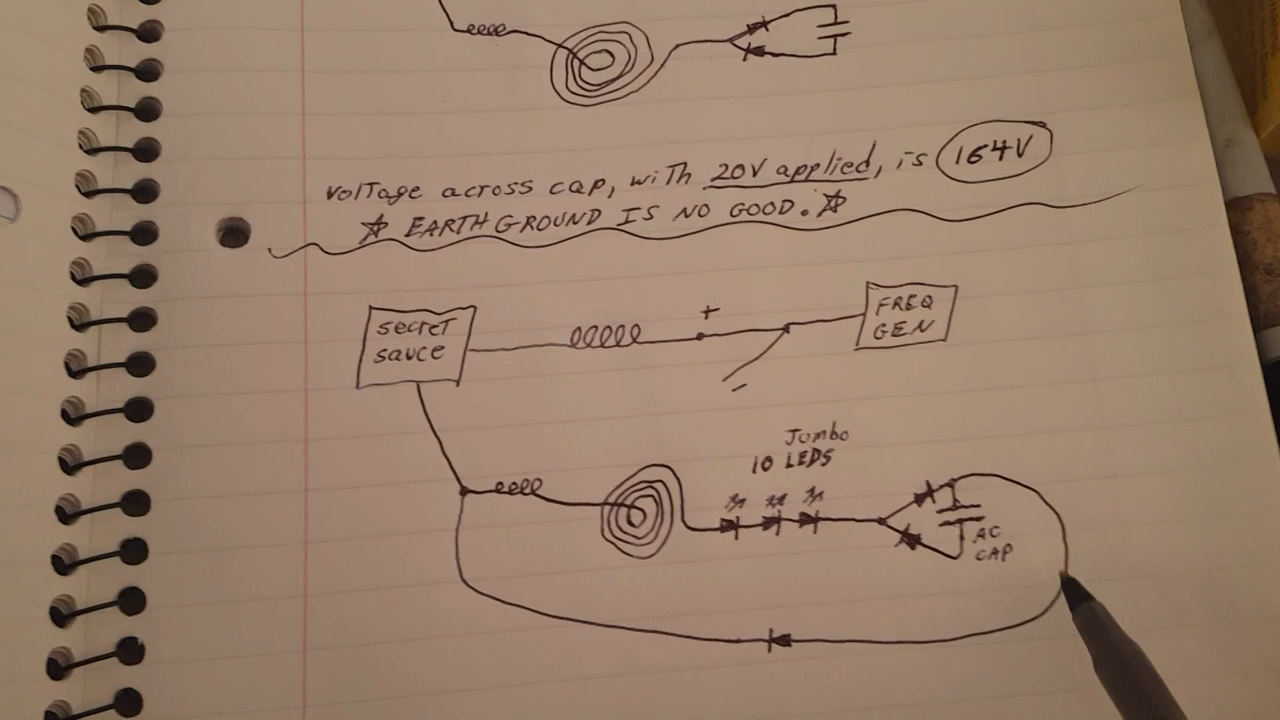 voltage across cap, with 20V applied, is 164V
☆ EARTH GROUND IS NO GOOD. ☆
+
FREQ
GEN
secret
sauce
-
Jumbo
10 LEDS
AC
CAP